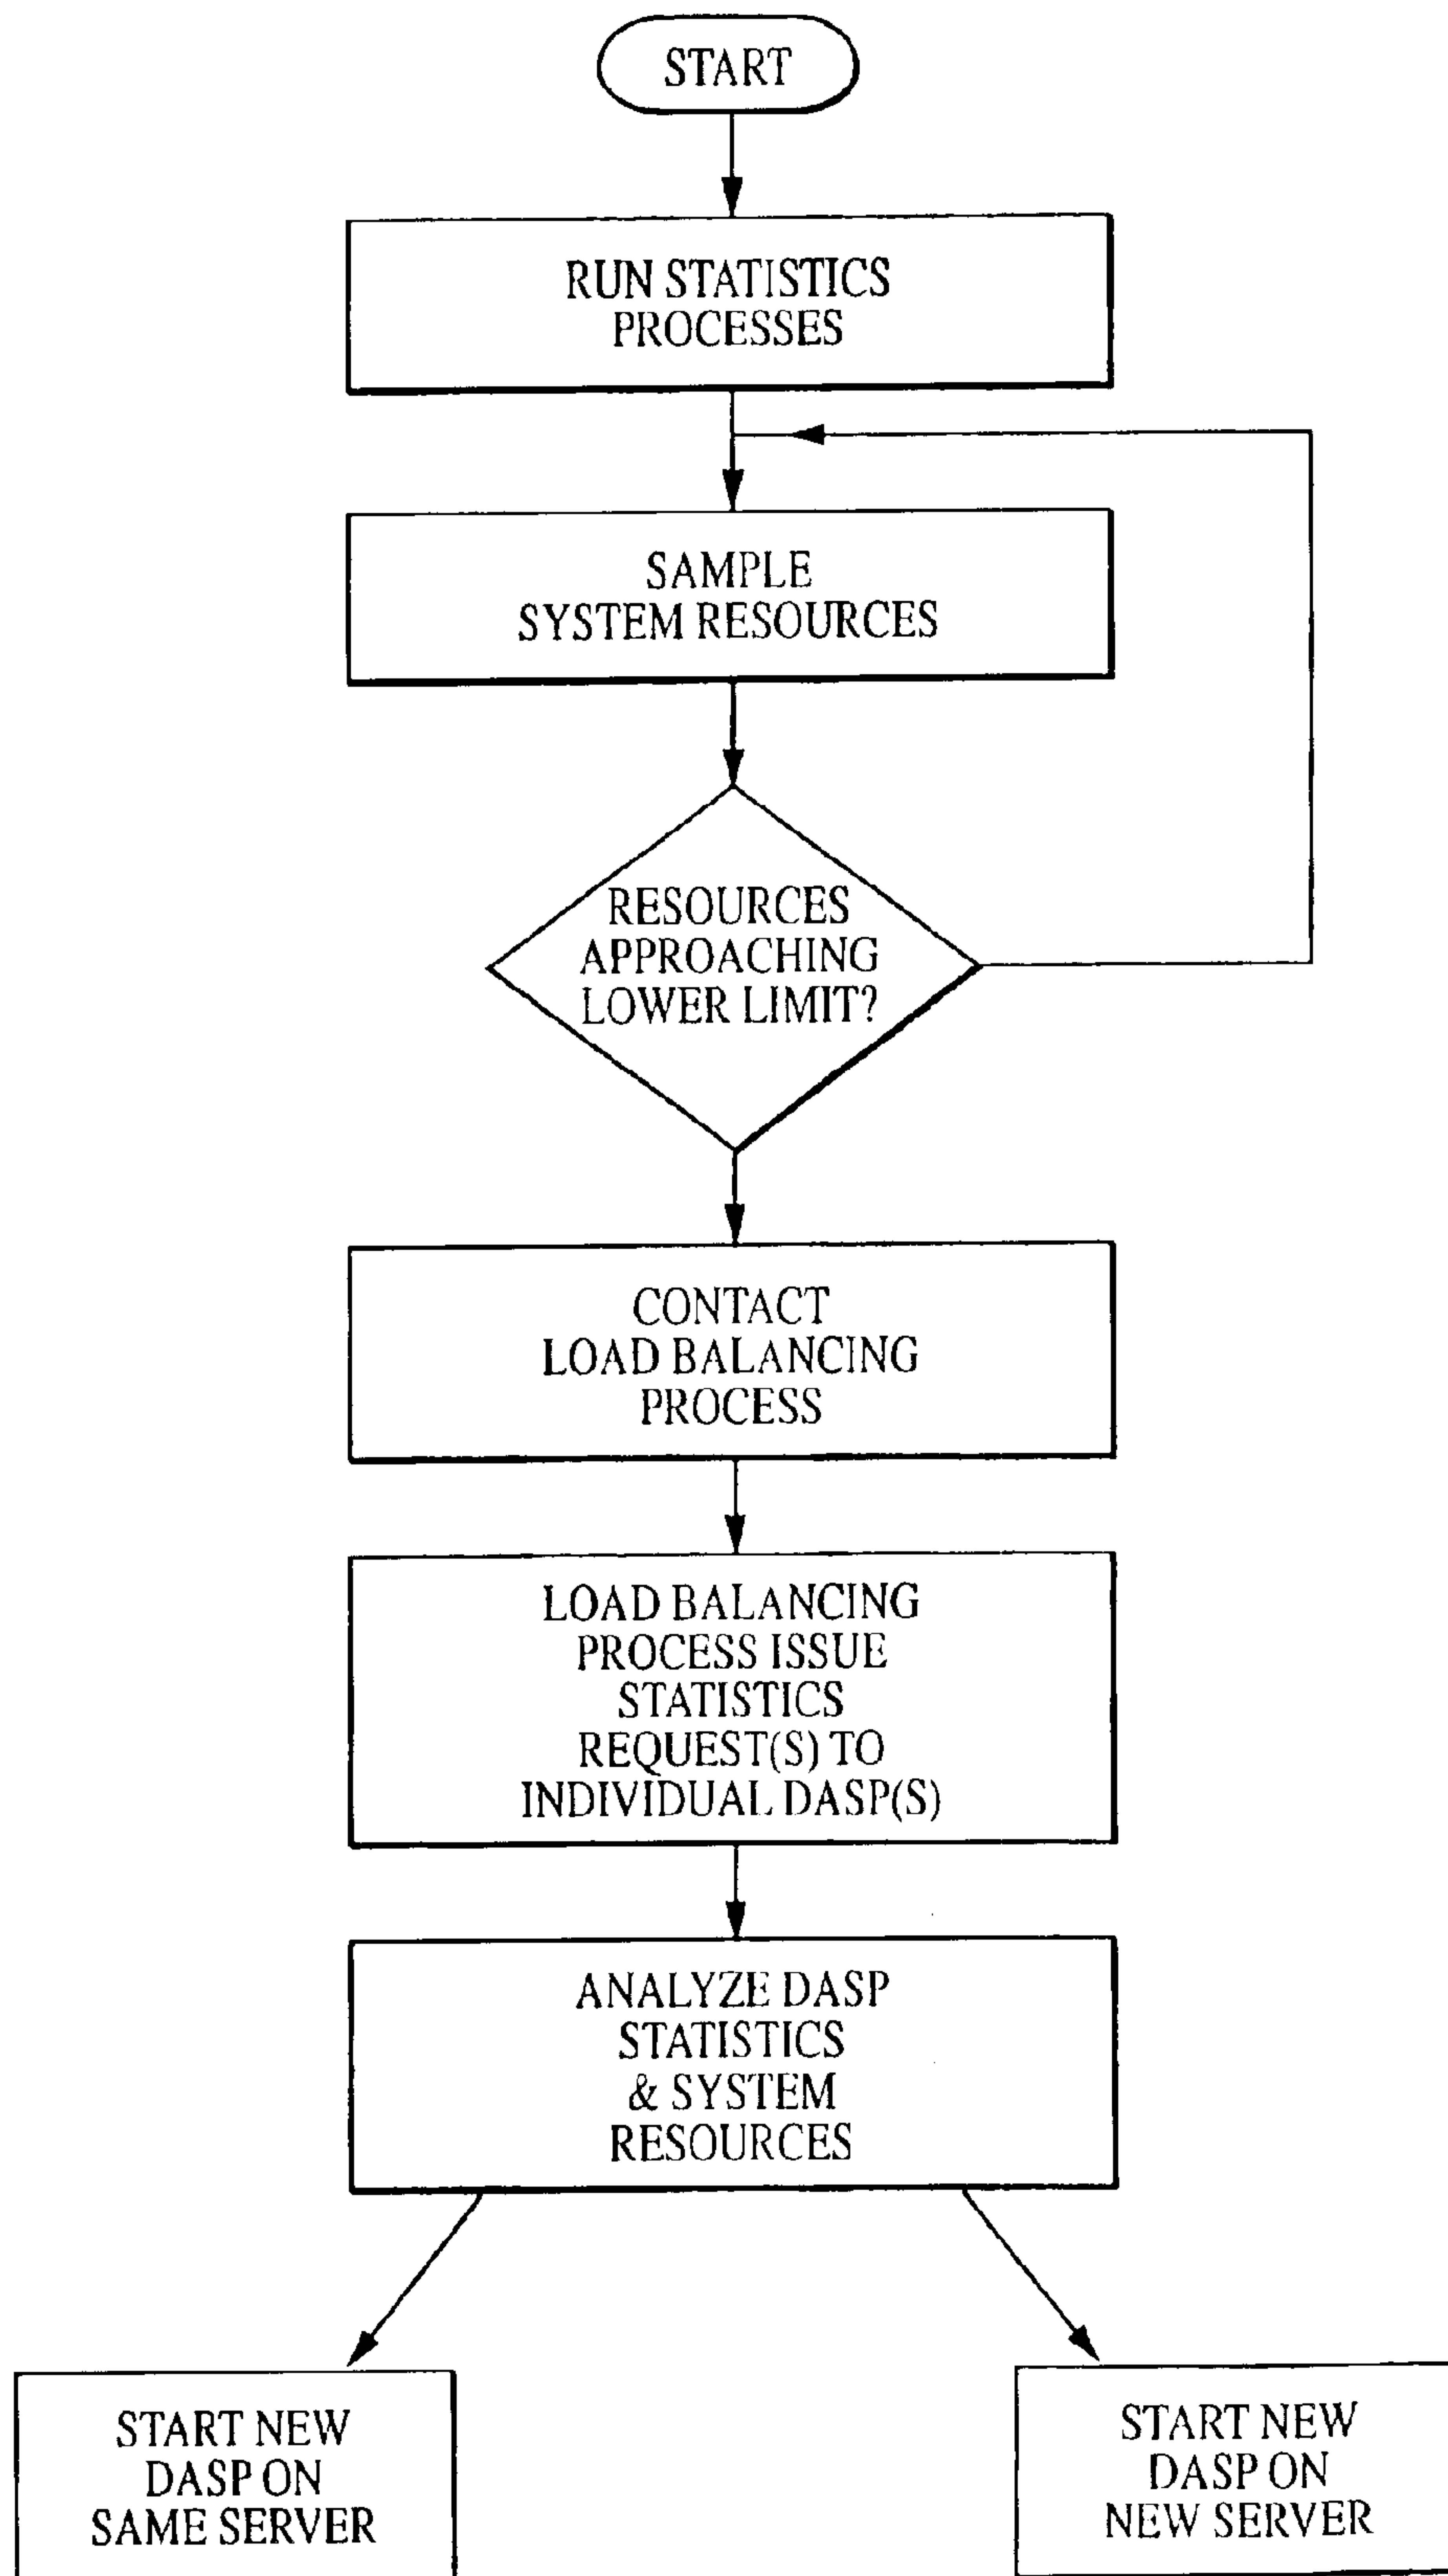 START
RUN STATISTICS
PROCESSES
SAMPLE
SYSTEM RESOURCES
RESOURCES
APPROACHING
LOWER LIMIT?
CONTACT
LOAD BALANCING
PROCESS
LOAD BALANCING
PROCESS ISSUE
STATISTICS
REQUEST(S) TO
INDIVIDUAL DASP(S)
ANALYZE DASP
STATISTICS
& SYSTEM
RESOURCES
START NEW
DASP ON
SAME SERVER
START NEW
DASP ON
NEW SERVER